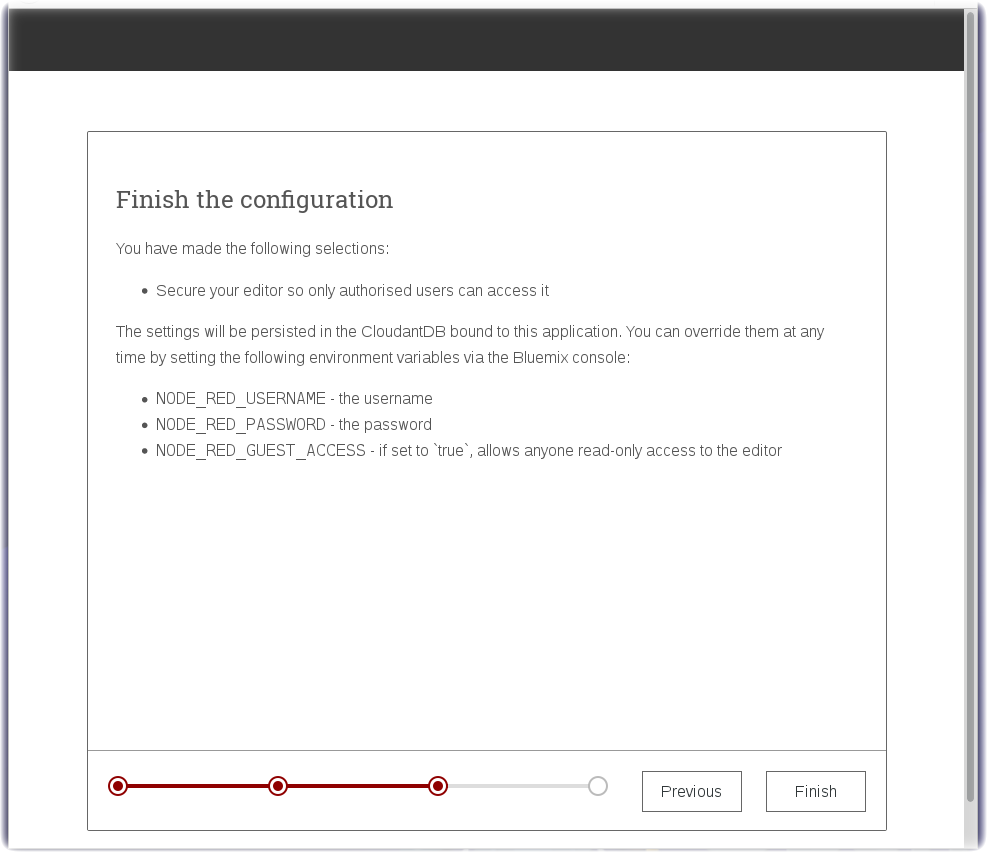 Finish the configuration
You have made the following selections:
• Secure your editor so only authorised users can access it
The settings will be persisted in the CloudantDB bound to this application. You can override them at any
time by setting the following environment variables via the Bluemix console:
• NODE_RED_USERNAME - the username
• NODE_RED_PASSWORD - the password
• NODE_RED_GUEST_ACCESS - if set to `true`, allows anyone read-only access to the editor
Previous
Finish